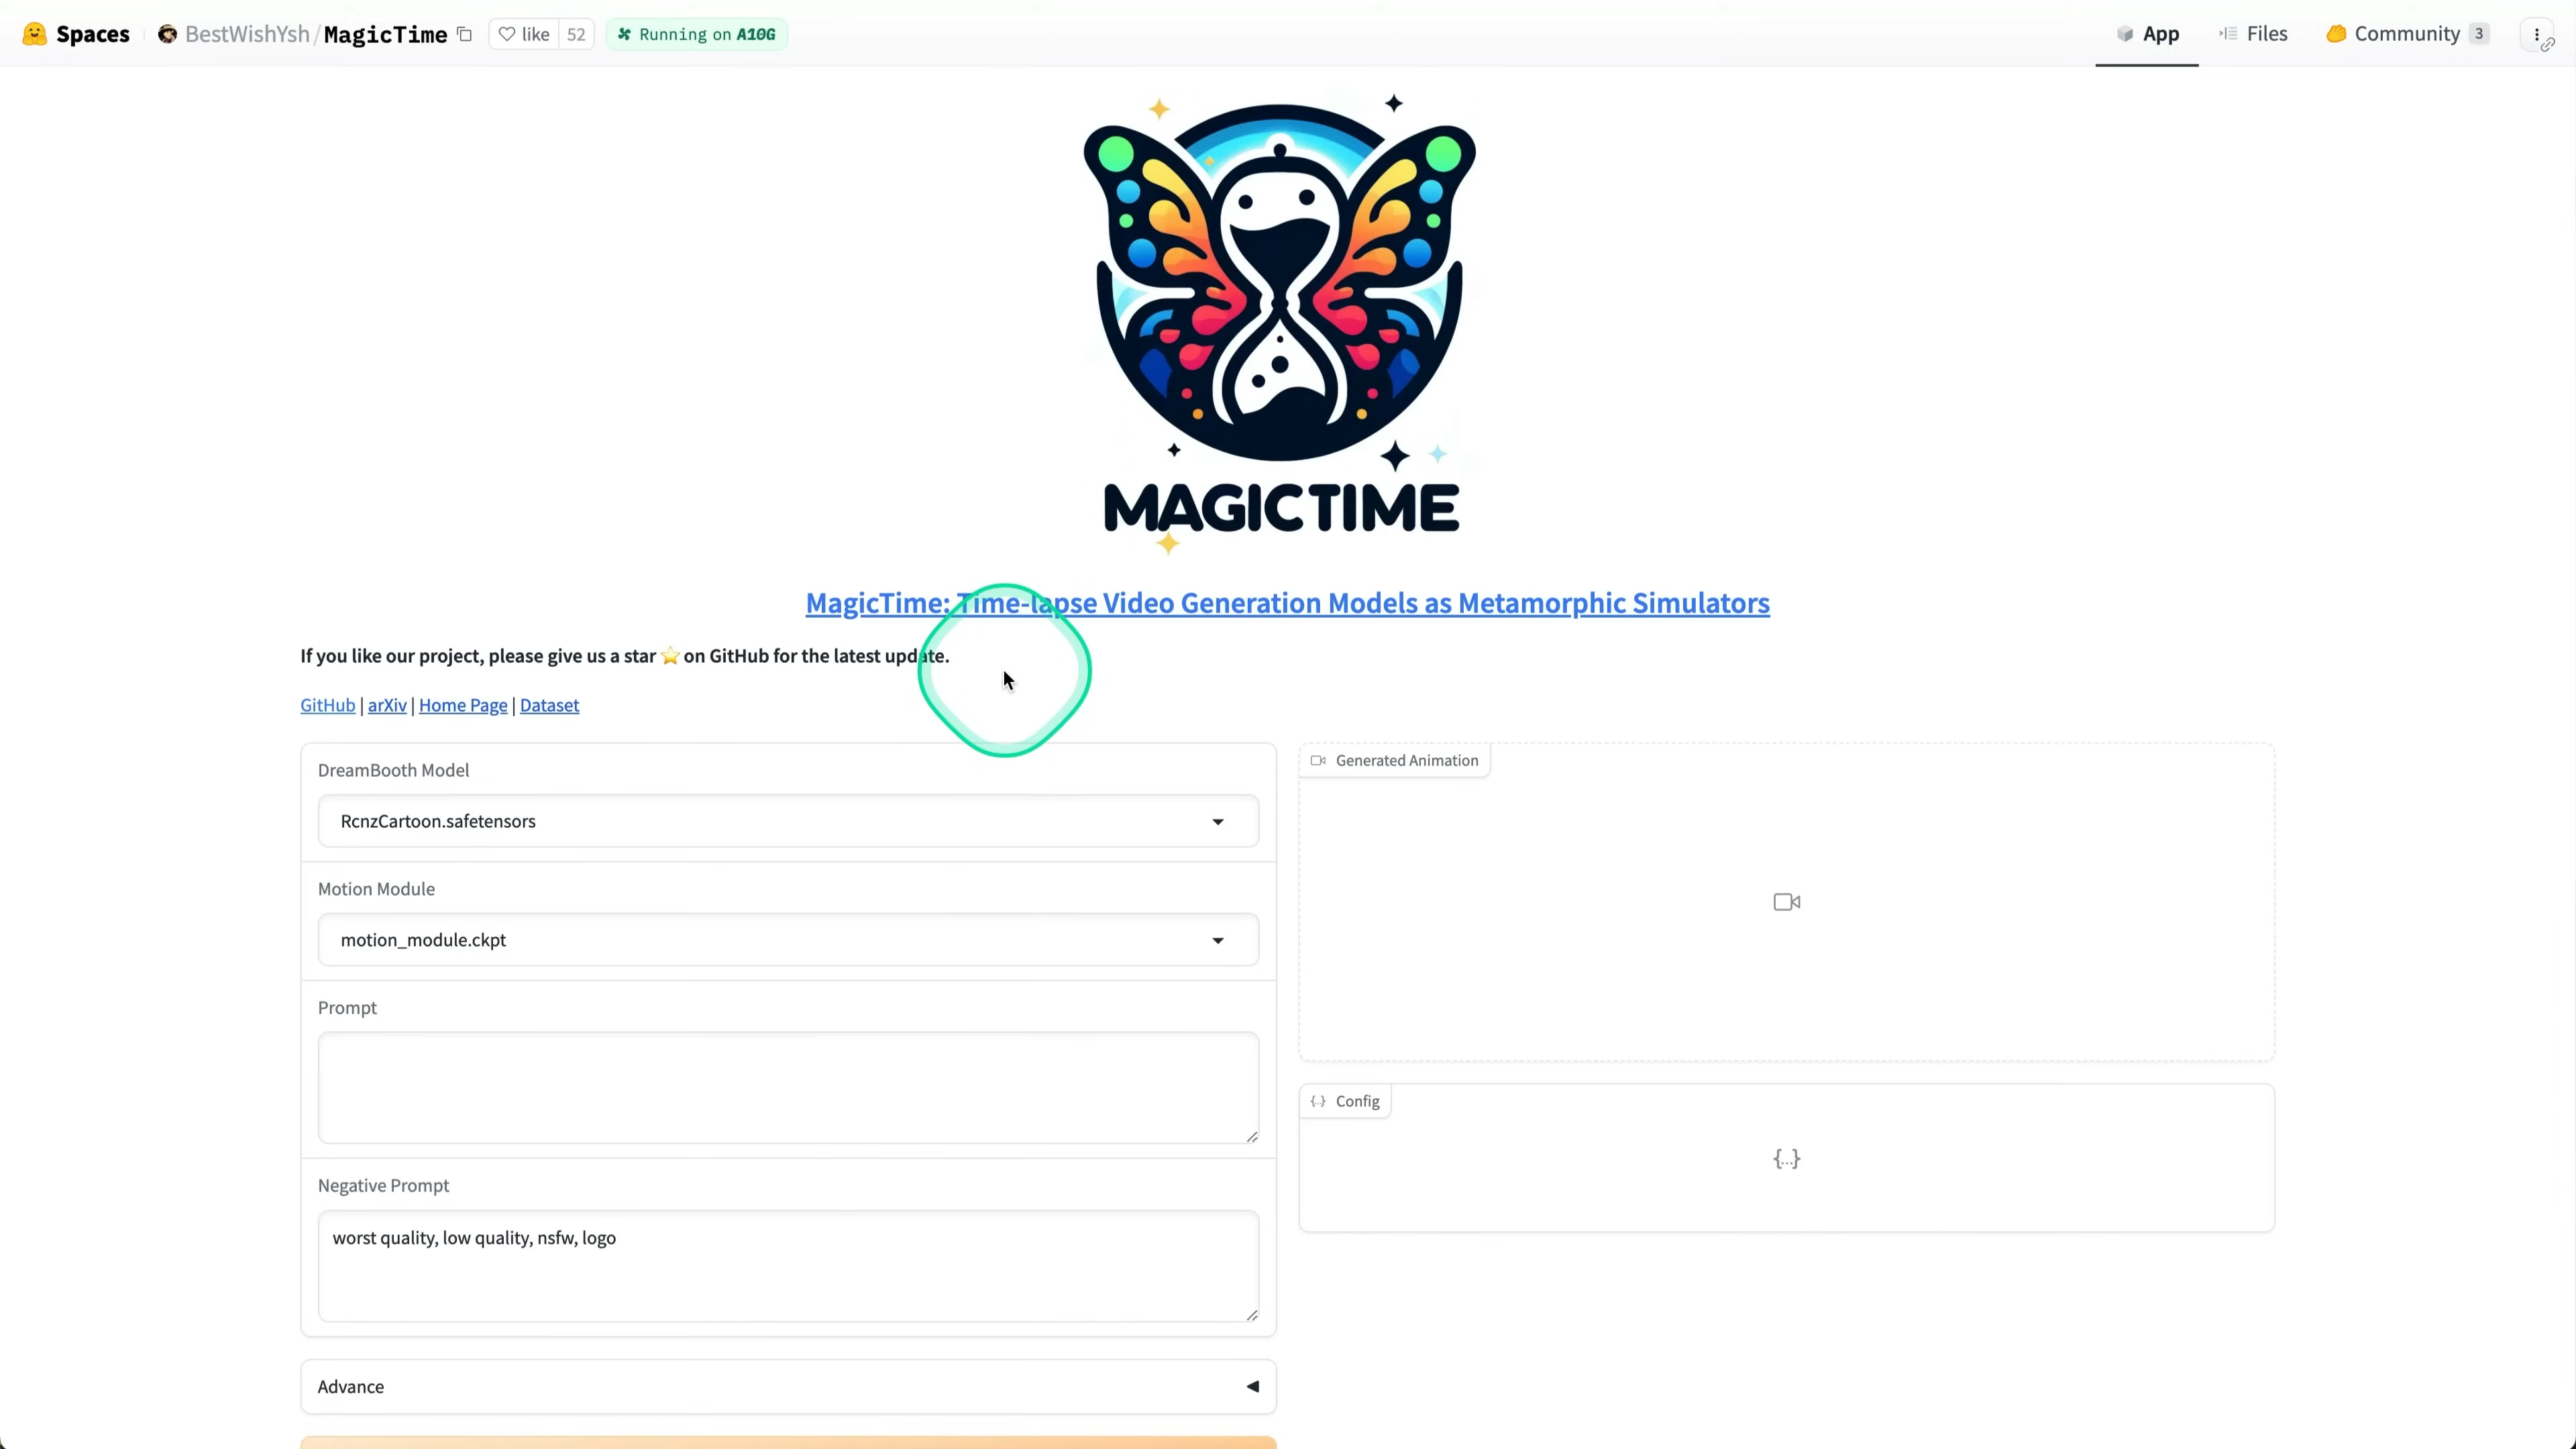 Spaces BestWishYsh/MagicTime like 52 Running on A10G App Files Community 3
MAGICTIME
MagicTime: Time-lapse Video Generation Models as Metamorphic Simulators
If you like our project, please give us a star ⭐ on GitHub for the latest update.
GitHub | arXiv | Home Page | Dataset
DreamBooth Model
RcnzCartoon.safetensors
Motion Module
motion_module.ckpt
Prompt
Negative Prompt
worst quality, low quality, nsfw, logo
Advance
Generated Animation
Config
{...}